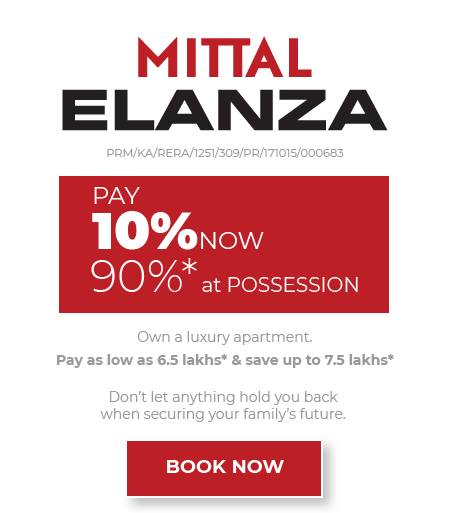 MITTAL
ELANZA
PRM/KA/RERA/1251/309/PR/171015/000683
PAY
10% NOW
90%* at POSSESSION
Own a luxury apartment.
Pay as low as 6.5 lakhs* & save up to 7.5 lakhs*
Don't let anything hold you back
when securing your family's future.
BOOK NOW